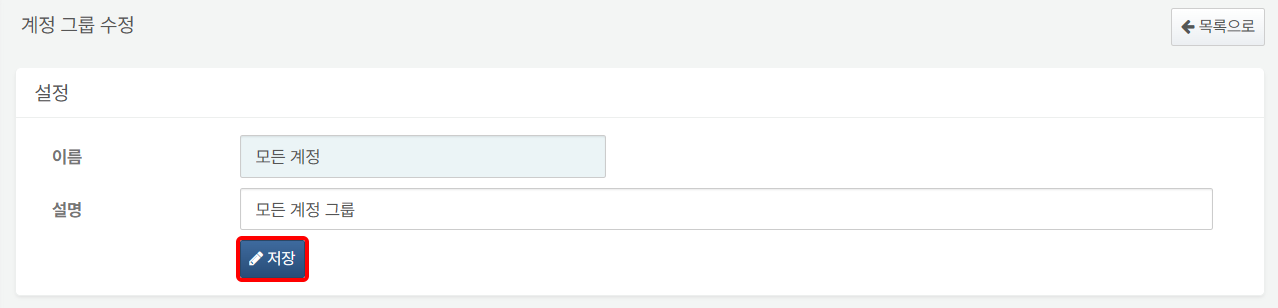 계정 그룹 수정
목록으로
설정
이름 모든 계정
설명 모든 계정 그룹
저장